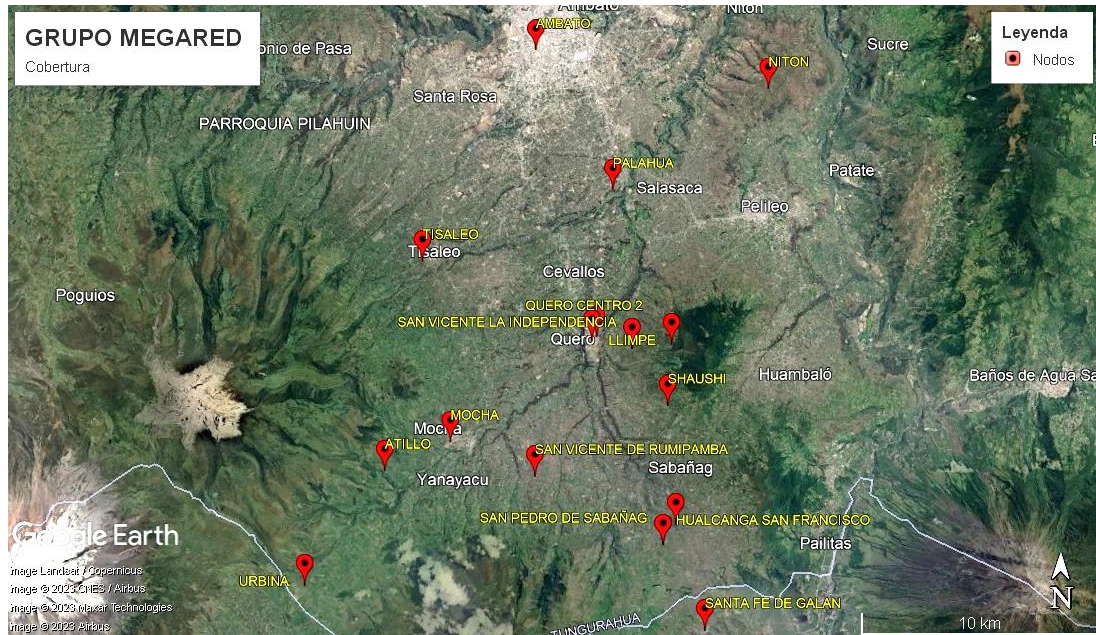 GRUPO MEGARED
Cobertura
Leyenda
Nodos
Ambato
AMBATO
Niton
onio de Pasa
Sucre
NITON
Santa Rosa
PARROQUIA PILAHUIN
PALAHUA
Salasaca
Patate
Pelileo
TISALEO
Tisaleo
Cevallos
Poguios
QUERO CENTRO 2
SAN VICENTE LA INDEPENDENCIA
Quero
LLIMPE
SHAUSHI
Huambaló
Baños de Agua Sa
MOCHA
Mocha
ATILLO
SAN VICENTE DE RUMIPAMBA
Sabañag
Yanayacu
SAN PEDRO DE SABAÑAG
HUALCANGA SAN FRANCISCO
Google Earth
Pailitas
Image Landsat / Copernicus
URBINA
Image © 2023 CNES / Airbus
Image © 2023 Maxar Technologies
Image © 2023 Airbus
SANTA FE DE GALAN
TUNGURAHUA
N
10 km